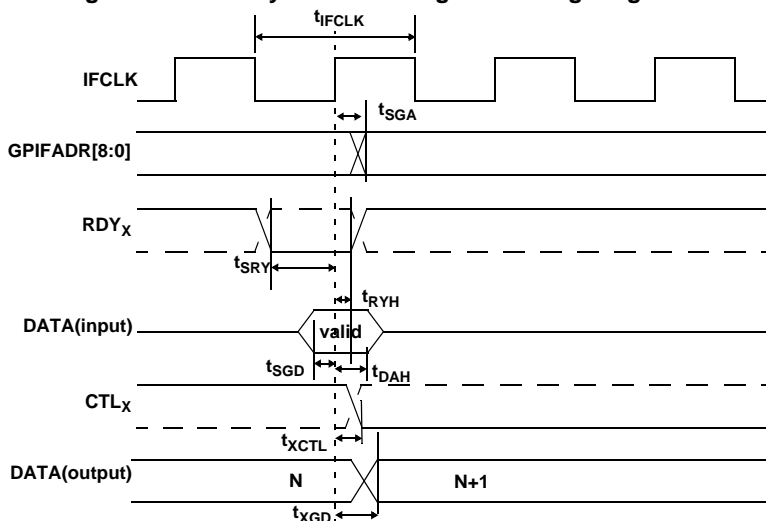 tIFCLK
IFCLK
tSGA
GPIFADR[8:0]
RDYX
tSRY
tRYH
DATA(input)
valid
tSGD
tDAH
CTLX
tXCTL
DATA(output)
N
N+1
tXGD